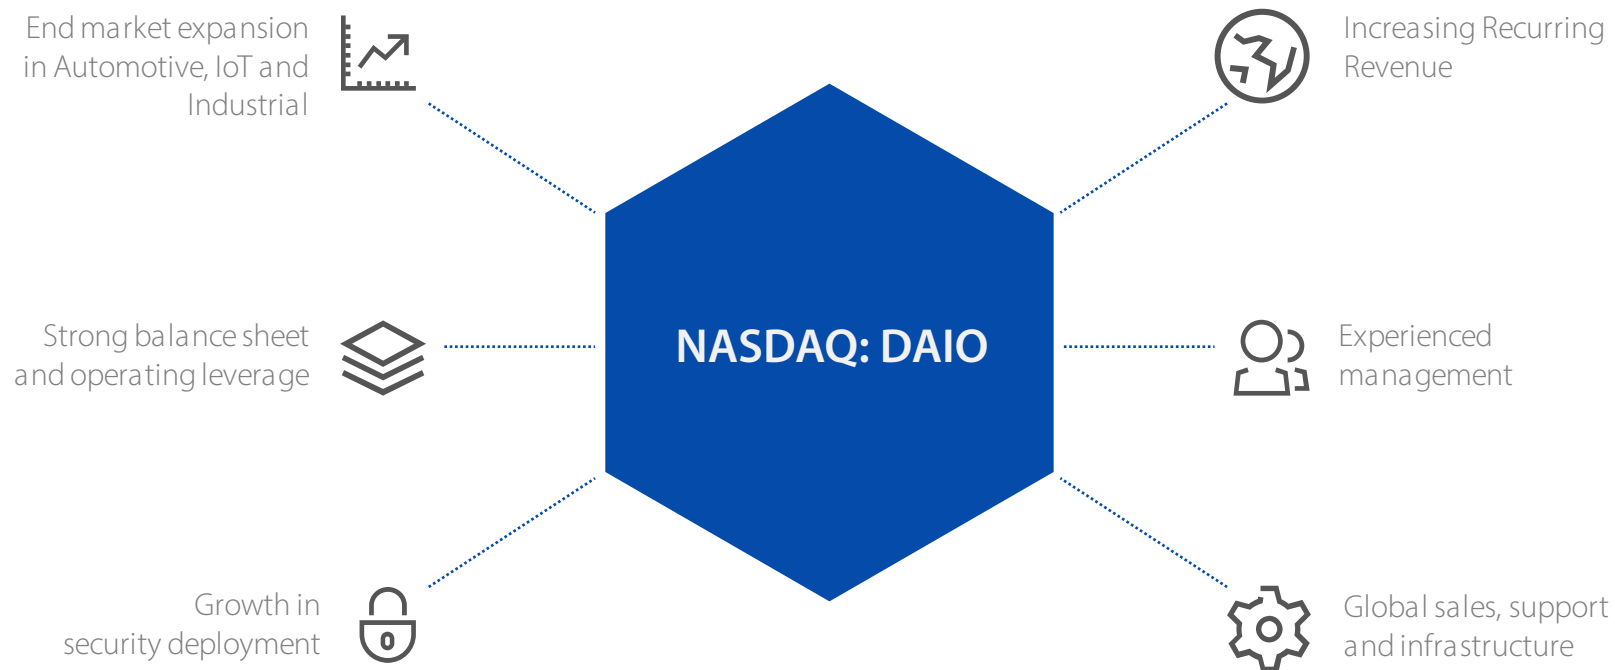 End market expansion
in Automotive, IoT and
Industrial
Increasing Recurring
Revenue
Strong balance sheet
and operating leverage
NASDAQ: DAIO
Experienced
management
Growth in
security deployment
Global sales, support
and infrastructure